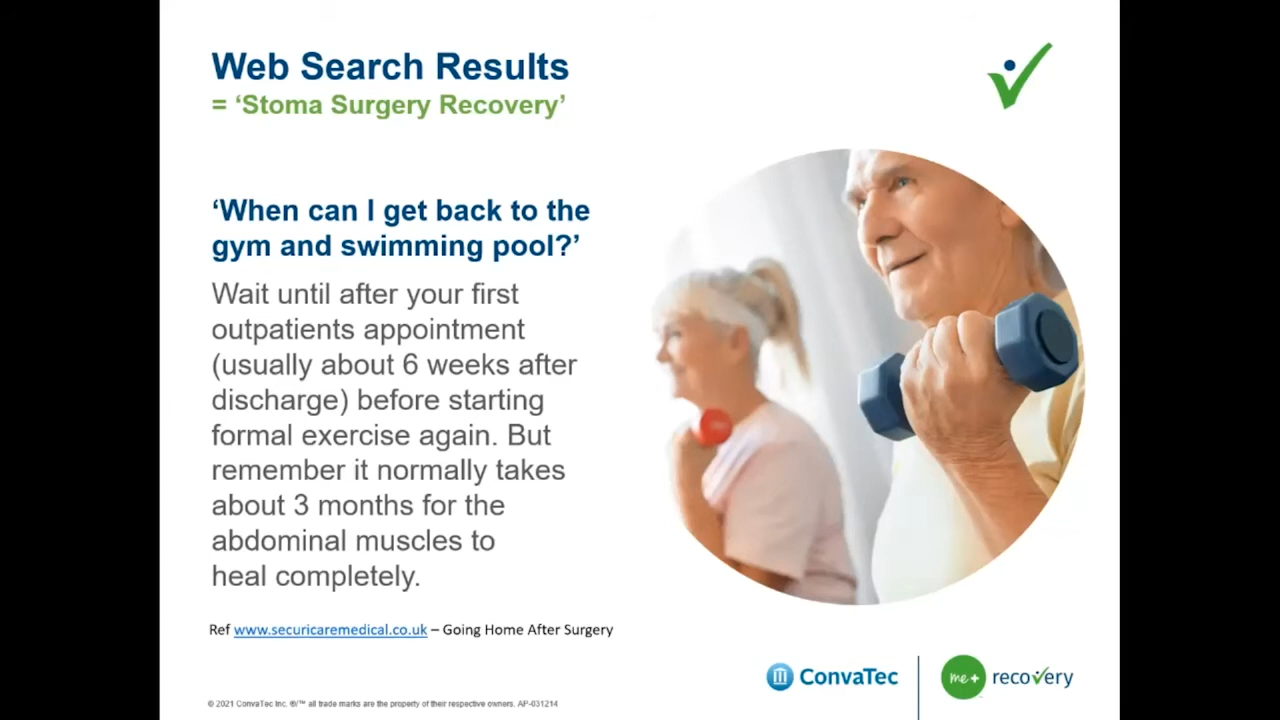 Web Search Results
= ‘Stoma Surgery Recovery’
‘When can I get back to the
gym and swimming pool?’
Wait until after your first
outpatients appointment
(usually about 6 weeks after
discharge) before starting
formal exercise again. But
remember it normally takes
about 3 months for the
abdominal muscles to
heal completely.
Ref www.securicaremedical.co.uk – Going Home After Surgery
ConvaTec
me+ recovery
© 2021 ConvaTec Inc. ®/™ all trade marks are the property of their respective owners. AP-031214